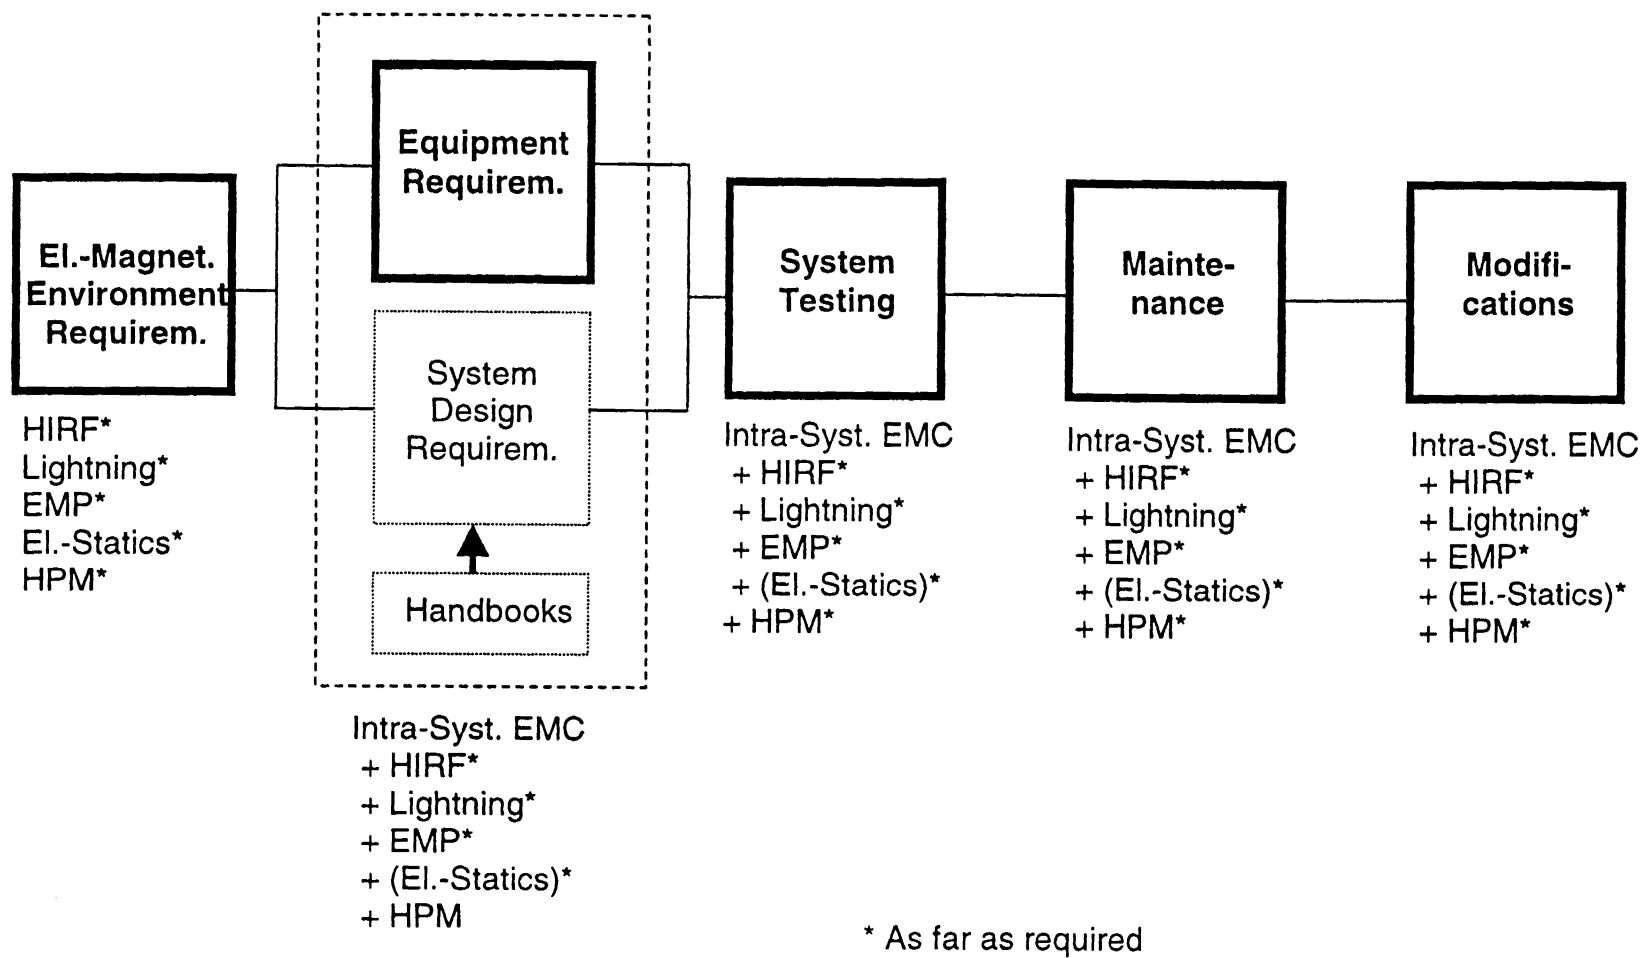 Equipment
Requirem.
El.-Magnet.
Environment
Requirem.
System
Design
Requirem.
Handbooks
System
Testing
Mainte-
nance
Modifi-
cations
HIRF*
Lightning*
EMP*
El.-Statics*
HPM*
Intra-Syst. EMC
+ HIRF*
+ Lightning*
+ EMP*
+ (El.-Statics)*
+ HPM
Intra-Syst. EMC
+ HIRF*
+ Lightning*
+ EMP*
+ (El.-Statics)*
+ HPM*
Intra-Syst. EMC
+ HIRF*
+ Lightning*
+ EMP*
+ (El.-Statics)*
+ HPM*
Intra-Syst. EMC
+ HIRF*
+ Lightning*
+ EMP*
+ (El.-Statics)*
+ HPM*
* As far as required